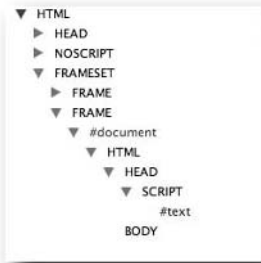 HTML
HEAD
NOSCRIPT
FRAMESET
FRAME
FRAME
#document
HTML
HEAD
SCRIPT
#text
BODY